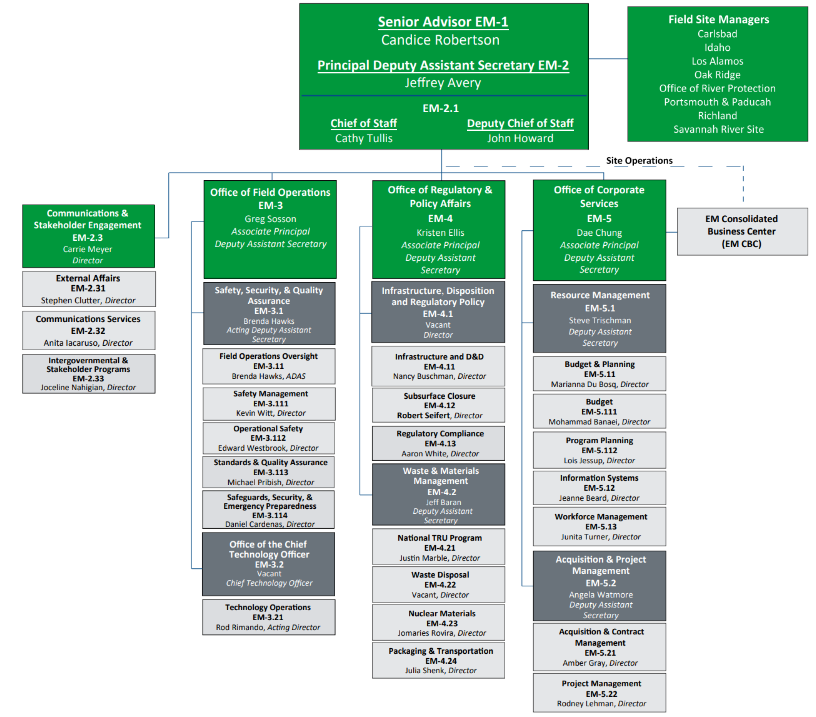 Senior Advisor EM-1
Candice Robertson
Principal Deputy Assistant Secretary EM-2
Jeffrey Avery
EM-2.1
Chief of Staff
Cathy Tullis
Deputy Chief of Staff
John Howard
Field Site Managers
Carlsbad
Idaho
Los Alamos
Oak Ridge
Office of River Protection
Portsmouth & Paducah
Richland
Savannah River Site
Site Operations
Communications &
Stakeholder Engagement
EM-2.3
Carrie Meyer
Director
External Affairs
EM-2.31
Stephen Clutter, Director
Communications Services
EM-2.32
Anita Iacaruso, Director
Intergovernmental &
Stakeholder Programs
EM-2.33
Joceline Nahigian, Director
Office of Field Operations
EM-3
Greg Sosson
Associate Principal
Deputy Assistant Secretary
Safety, Security, & Quality
Assurance
EM-3.1
Brenda Hawks
Acting Deputy Assistant
Secretary
Field Operations Oversight
EM-3.11
Brenda Hawks, ADAS
Safety Management
EM-3.111
Kevin Witt, Director
Operational Safety
EM-3.112
Edward Westbrook, Director
Standards & Quality Assurance
EM-3.113
Michael Pribish, Director
Safeguards, Security, &
Emergency Preparedness
EM-3.114
Daniel Cardenas, Director
Office of the Chief
Technology Officer
EM-3.2
Vacant
Chief Technology Officer
Technology Operations
EM-3.21
Rod Rimando, Acting Director
Office of Regulatory &
Policy Affairs
EM-4
Kristen Ellis
Associate Principal
Deputy Assistant
Secretary
Infrastructure, Disposition
and Regulatory Policy
EM-4.1
Vacant
Director
Infrastructure and D&D
EM-4.11
Nancy Buschman, Director
Subsurface Closure
EM-4.12
Robert Seifert, Director
Regulatory Compliance
EM-4.13
Aaron White, Director
Waste & Materials
Management
EM-4.2
Jeff Baran
Deputy Assistant
Secretary
National TRU Program
EM-4.21
Justin Marble, Director
Waste Disposal
EM-4.22
Vacant, Director
Nuclear Materials
EM-4.23
Jomaries Rovira, Director
Packaging & Transportation
EM-4.24
Julia Shenk, Director
Office of Corporate
Services
EM-5
Dae Chung
Associate Principal
Deputy Assistant
Secretary
Resource Management
EM-5.1
Steve Trischman
Deputy Assistant
Secretary
Budget & Planning
EM-5.11
Marianna Du Bosq, Director
Budget
EM-5.111
Mohammad Banaei, Director
Program Planning
EM-5.112
Lois Jessup, Director
Information Systems
EM-5.12
Jeanne Beard, Director
Workforce Management
EM-5.13
Junita Turner, Director
Acquisition & Project
Management
EM-5.2
Angela Watmore
Deputy Assistant
Secretary
Acquisition & Contract
Management
EM-5.21
Amber Gray, Director
Project Management
EM-5.22
Rodney Lehman, Director
EM Consolidated
Business Center
(EM CBC)